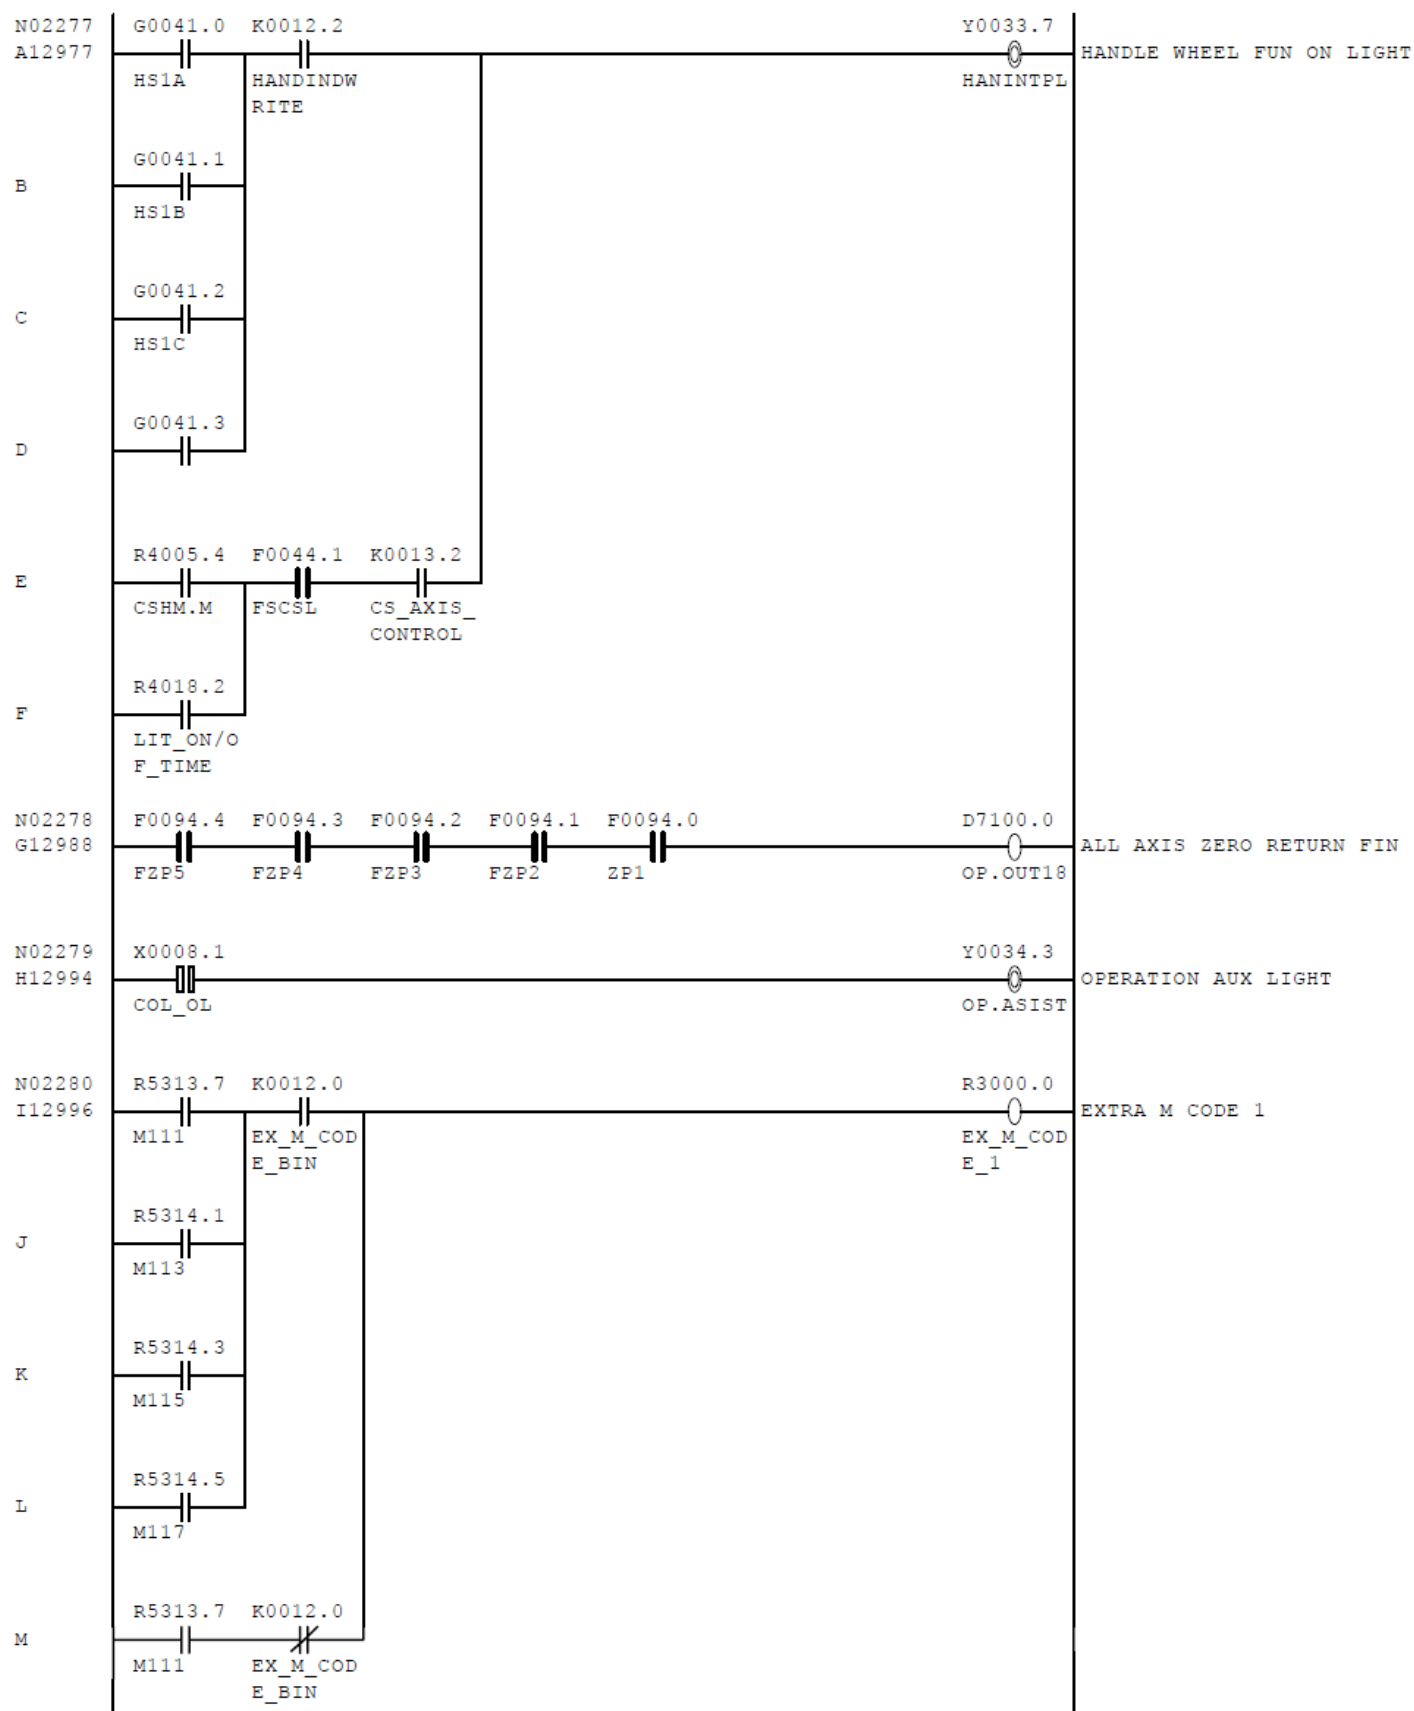 N02277 G0041.0 K0012.2 Y0033.7
A12977 HANDLE WHEEL FUN ON LIGHT
HS1A HANDINDW HANINTPL
RITE
G0041.1
B
HS1B
G0041.2
C
HS1C
G0041.3
D
R4005.4 F0044.1 K0013.2
E
CSHM.M FSCSL CS_AXIS_
CONTROL
R4018.2
F
LIT_ON/O
F_TIME
N02278 F0094.4 F0094.3 F0094.2 F0094.1 F0094.0 D7100.0
G12988 ALL AXIS ZERO RETURN FIN
FZP5 FZP4 FZP3 FZP2 ZP1 OP.OUT18
N02279 X0008.1 Y0034.3
H12994 OPERATION AUX LIGHT
COL_OL OP.ASIST
N02280 R5313.7 K0012.0 R3000.0
I12996 EXTRA M CODE 1
M111 EX_M_COD EX_M_COD
E_BIN E_1
R5314.1
J
M113
R5314.3
K
M115
R5314.5
L
M117
R5313.7 K0012.0
M
M111 EX_M_COD
E_BIN